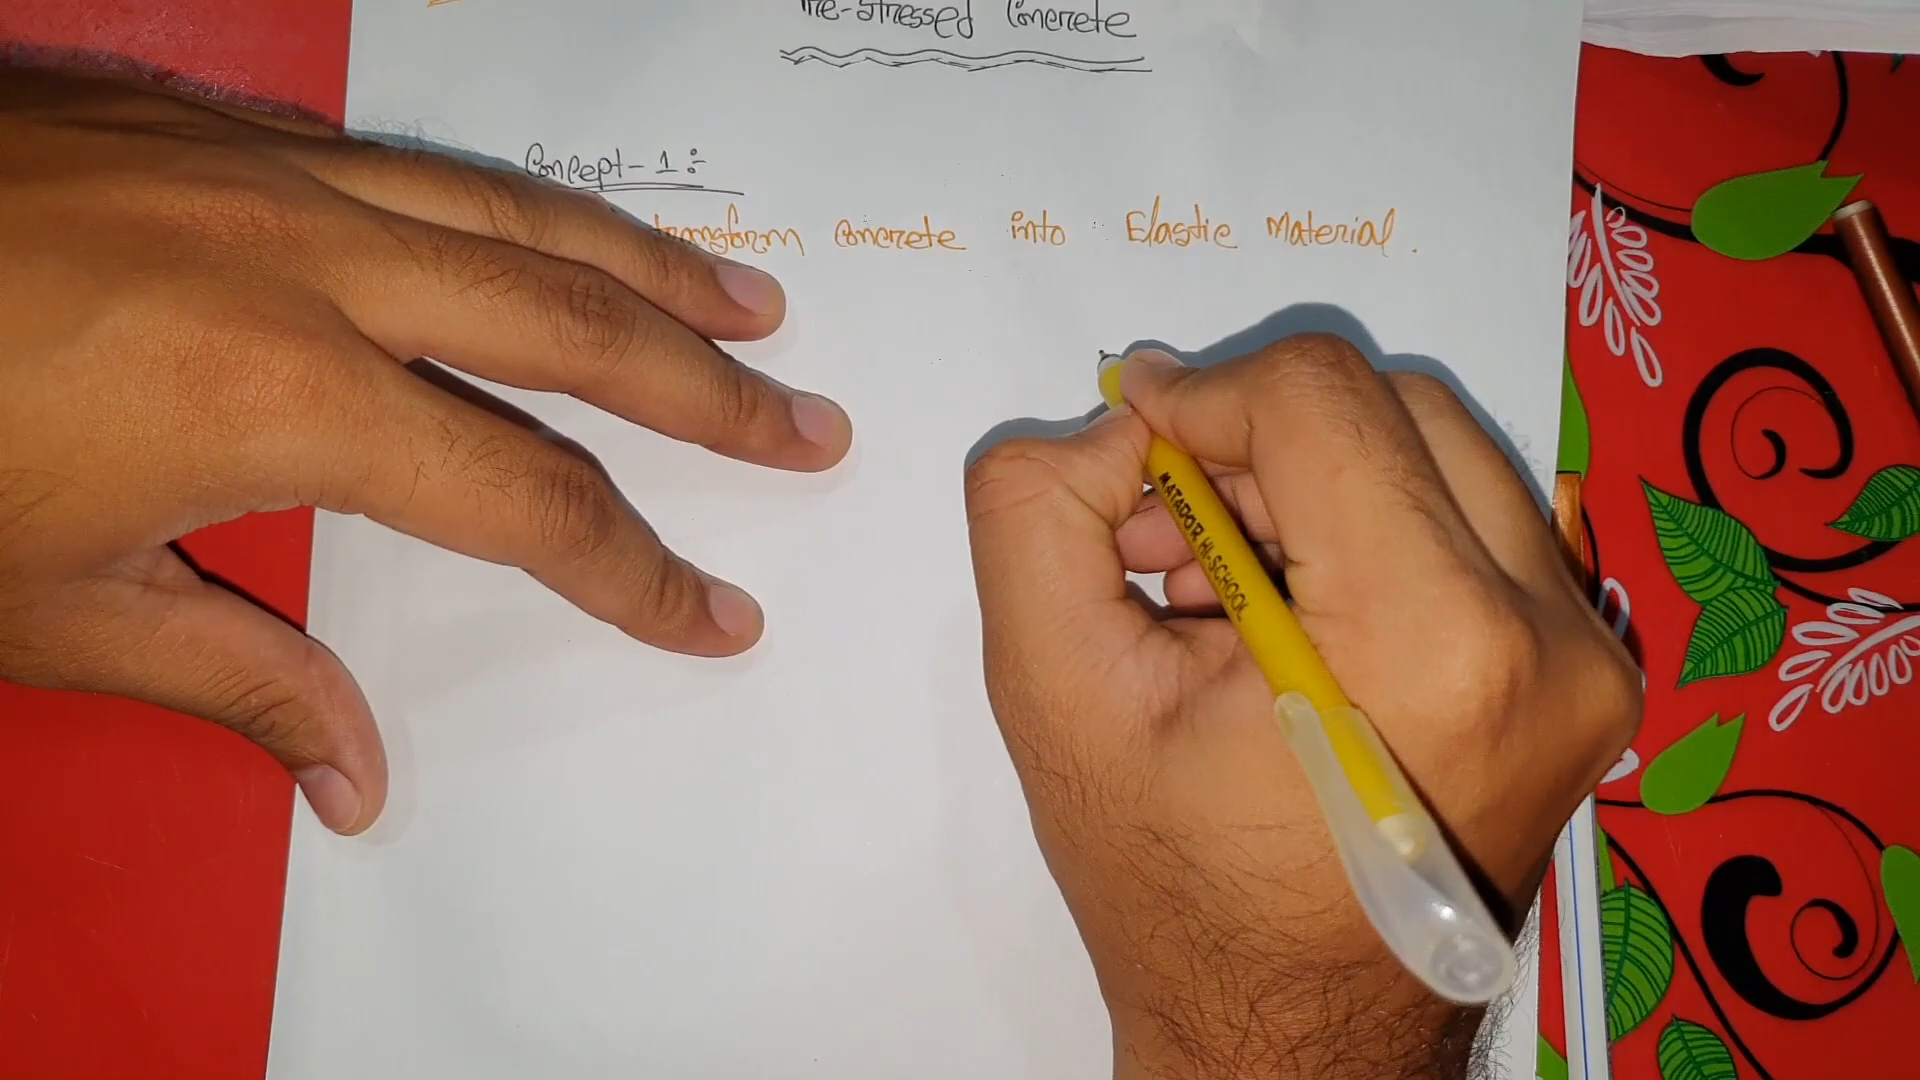 Pre-stressed Concrete
Concept-1:-
transform Concrete into Elastic Material.
MATADOR HI-SCHOOL